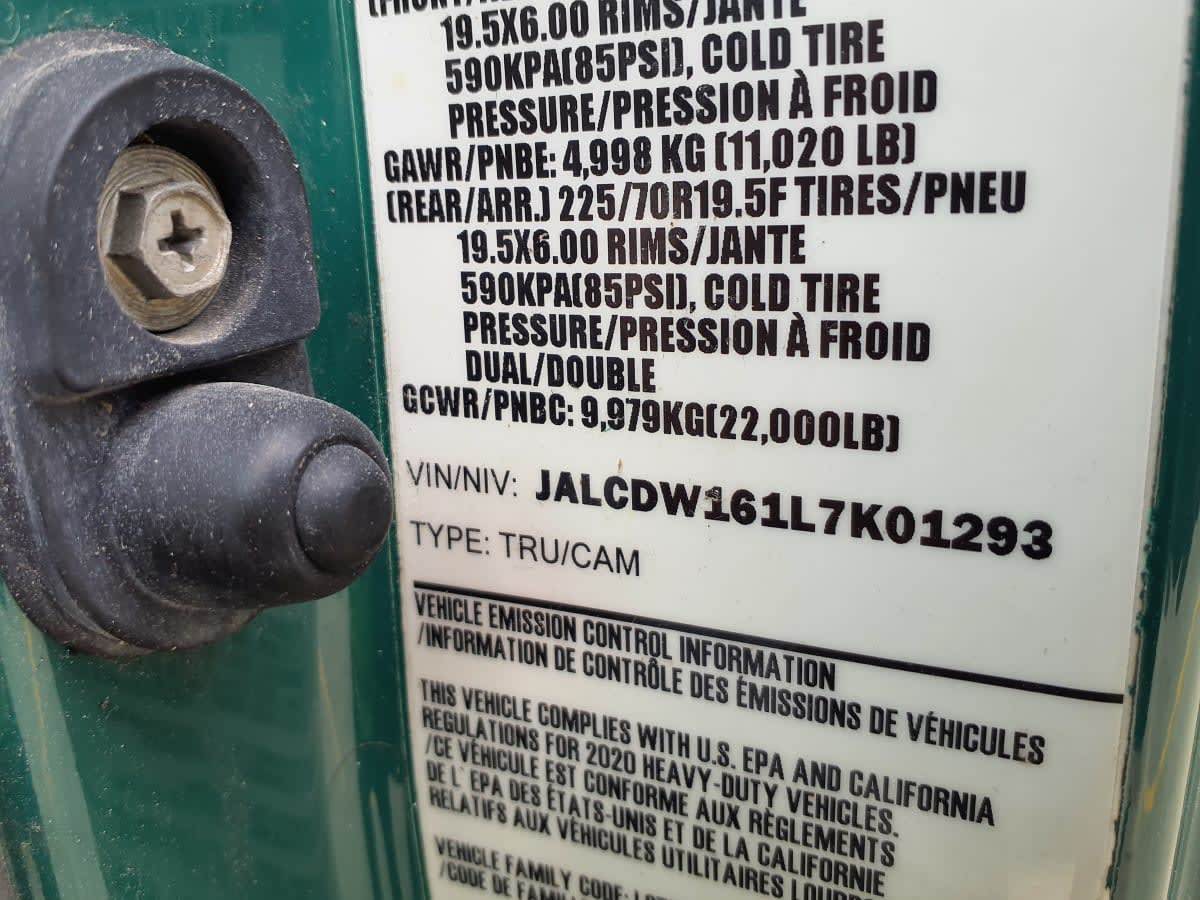 19.5X6.00 RIMS/JANTE
590KPA(85PSI), COLD TIRE
PRESSURE/PRESSION À FROID
GAWR/PNBE: 4,998 KG (11,020 LB)
(REAR/ARR.) 225/70R19.5F TIRES/PNEU
19.5X6.00 RIMS/JANTE
590KPA(85PSI), COLD TIRE
PRESSURE/PRESSION À FROID
DUAL/DOUBLE
GCWR/PNBC: 9,979KG(22,000LB)
VIN/NIV: JALCDW161L7K01293
TYPE: TRU/CAM
VEHICLE EMISSION CONTROL INFORMATION
/INFORMATION DE CONTRÔLE DES ÉMISSIONS DE VÉHICULES
THIS VEHICLE COMPLIES WITH U.S. EPA AND CALIFORNIA
REGULATIONS FOR 2020 HEAVY-DUTY VEHICLES.
/CE VÉHICULE EST CONFORME AUX RÈGLEMENTS
DE L' EPA DES ÉTATS-UNIS ET DE LA CALIFORNIE
RELATIFS AUX VÉHICULES UTILITAIRES
VEHICLE FAMILY CODE:
/CODE DE